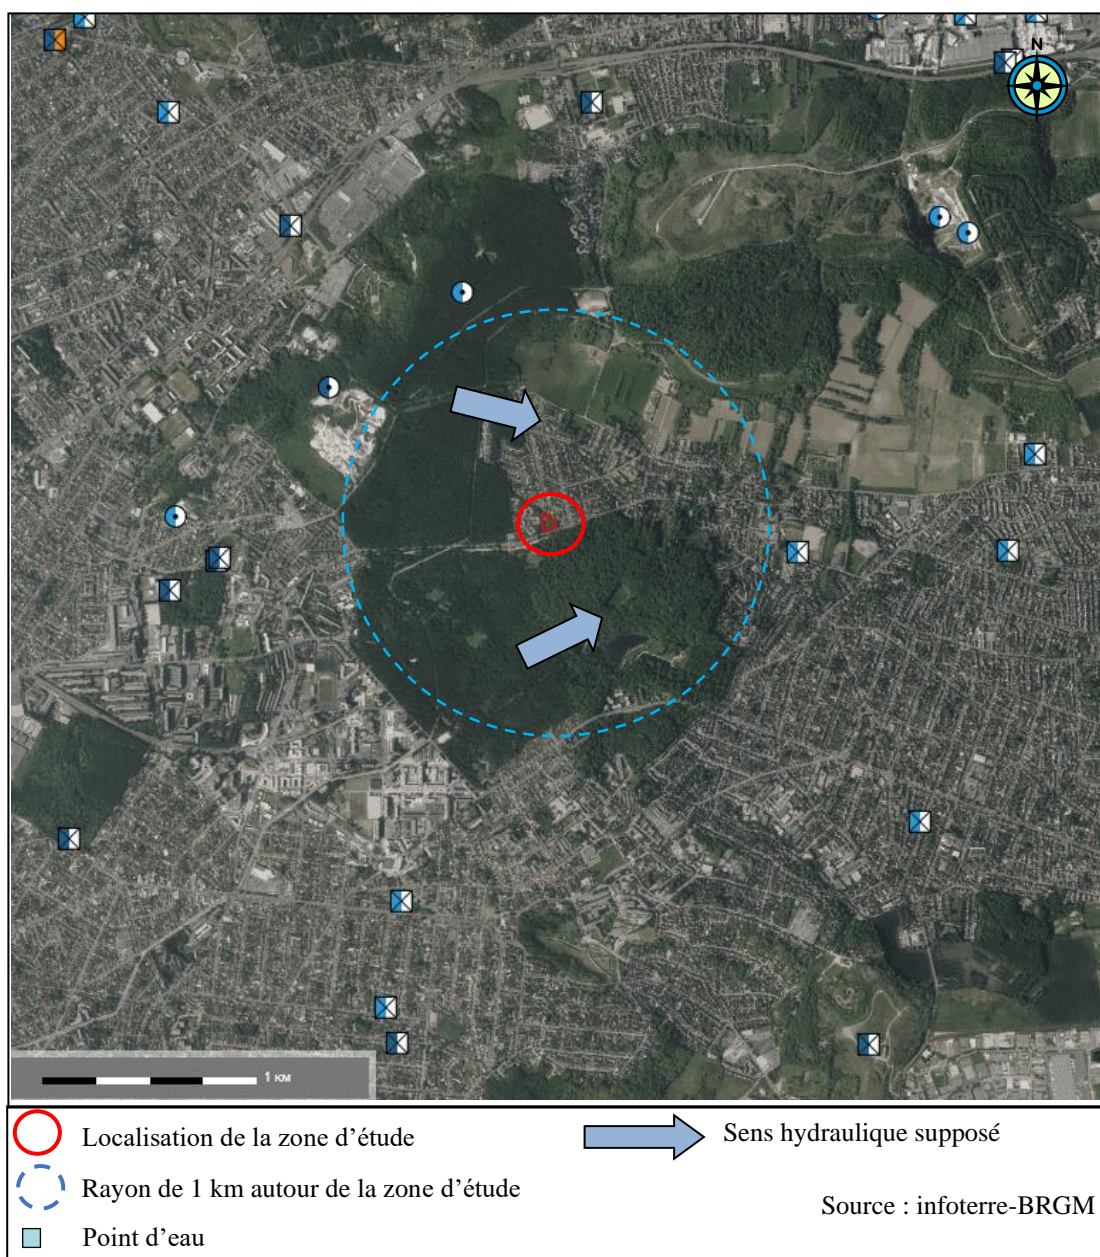 N
1 KM
Localisation de la zone d’étude
Sens hydraulique supposé
Rayon de 1 km autour de la zone d’étude
Source : infoterre-BRGM
Point d’eau